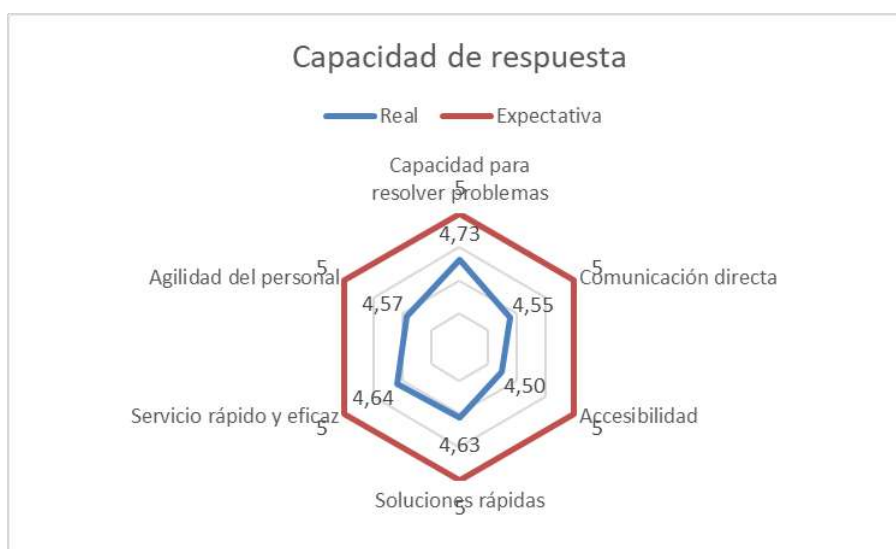 Capacidad de respuesta
Real Expectativa
Capacidad para
resolver problemas
5
4,73
Agilidad del personal
5
4,57
5
Comunicación directa
4,55
Servicio rápido y eficaz
5
4,64
4,50
Accesibilidad
5
4,63
Soluciones rápidas
5